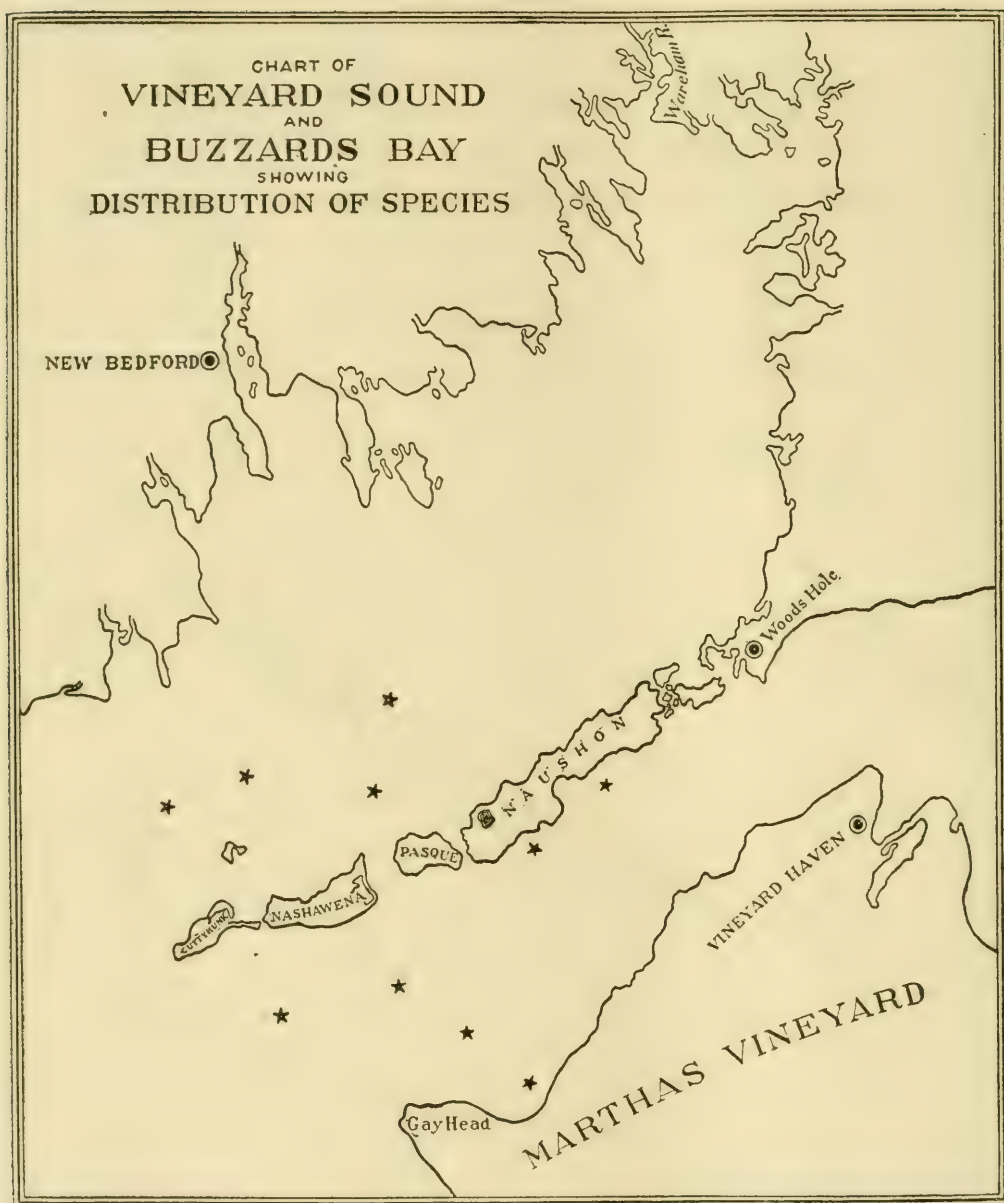 CHART OF
VINEYARD SOUND
AND
BUZZARDS BAY
SHOWING
DISTRIBUTION OF SPECIES
Wareham R.
NEW BEDFORD
Woods Hole
NAUSHON
PASQUE
NASHAWENA
CUTTYHUNK
VINEYARD HAVEN
MARTHAS VINEYARD
Gay Head